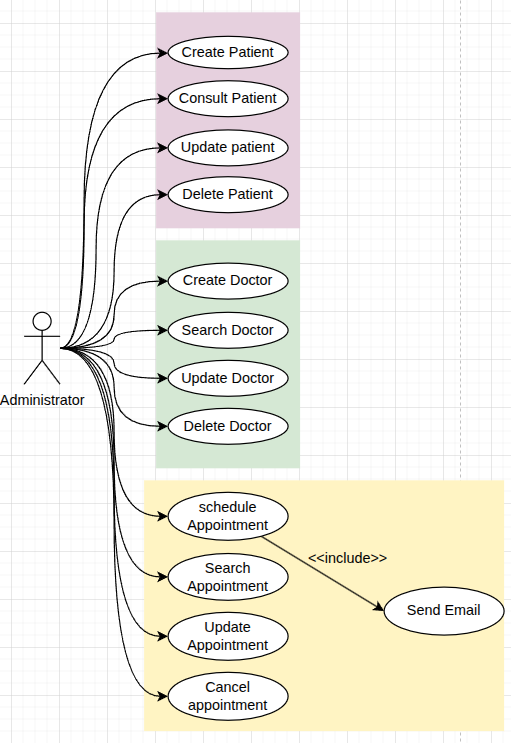 Create Patient
Consult Patient
Update patient
Delete Patient
Create Doctor
Search Doctor
Update Doctor
Delete Doctor
Administrator
schedule
Appointment
<<include>>
Search
Appointment
Send Email
Update
Appointment
Cancel
appointment